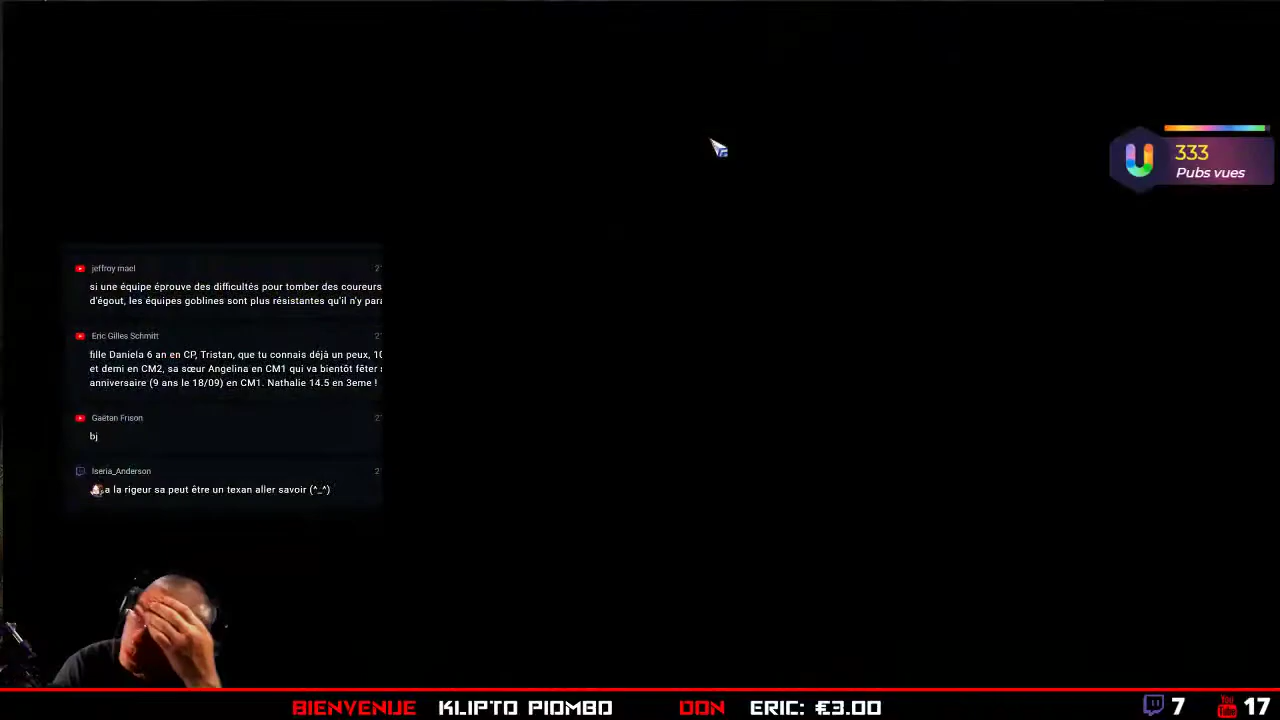 333
Pubs vues
jeffroy mael
si une équipe éprouve des difficultés pour tomber des coureurs
d'égout, les équipes goblines sont plus résistantes qu'il n'y para
Eric Gilles Schmitt
fille Daniela 6 an en CP, Tristan, que tu connais déjà un peux, 10
et demi en CM2, sa sœur Angelina en CM1 qui va bientôt fêter
anniversaire (9 ans le 18/09) en CM1. Nathalie 14.5 en 3eme !
Gaëtan Frison
bj
Iseria_Anderson
a la rigeur sa peut être un texan aller savoir (^_^)
BIENVENUE KLIPTO PIOMBO DON ERIC: €3.00 7 You Tube 17